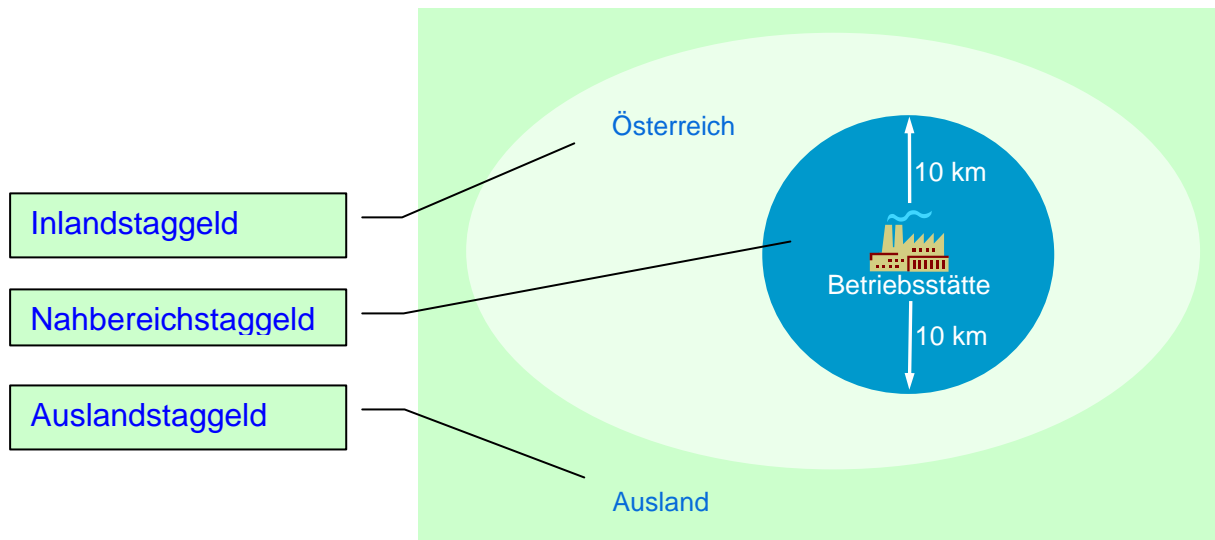 Österreich
10 km
Inlandstaggeld
Betriebsstätte
Nahbereichstaggeld
10 km
Auslandstaggeld
Ausland